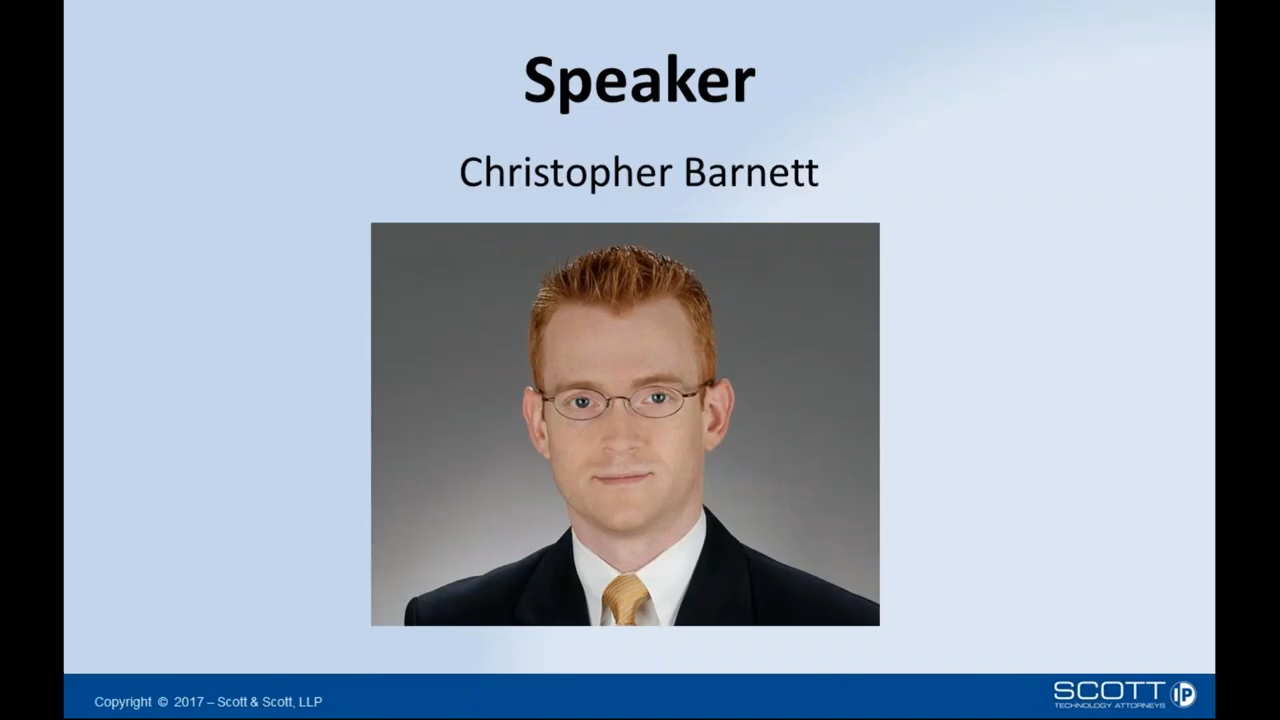 Speaker
Christopher Barnett
Copyright © 2017 – Scott & Scott, LLP
SCOTT IP
TECHNOLOGY ATTORNEYS